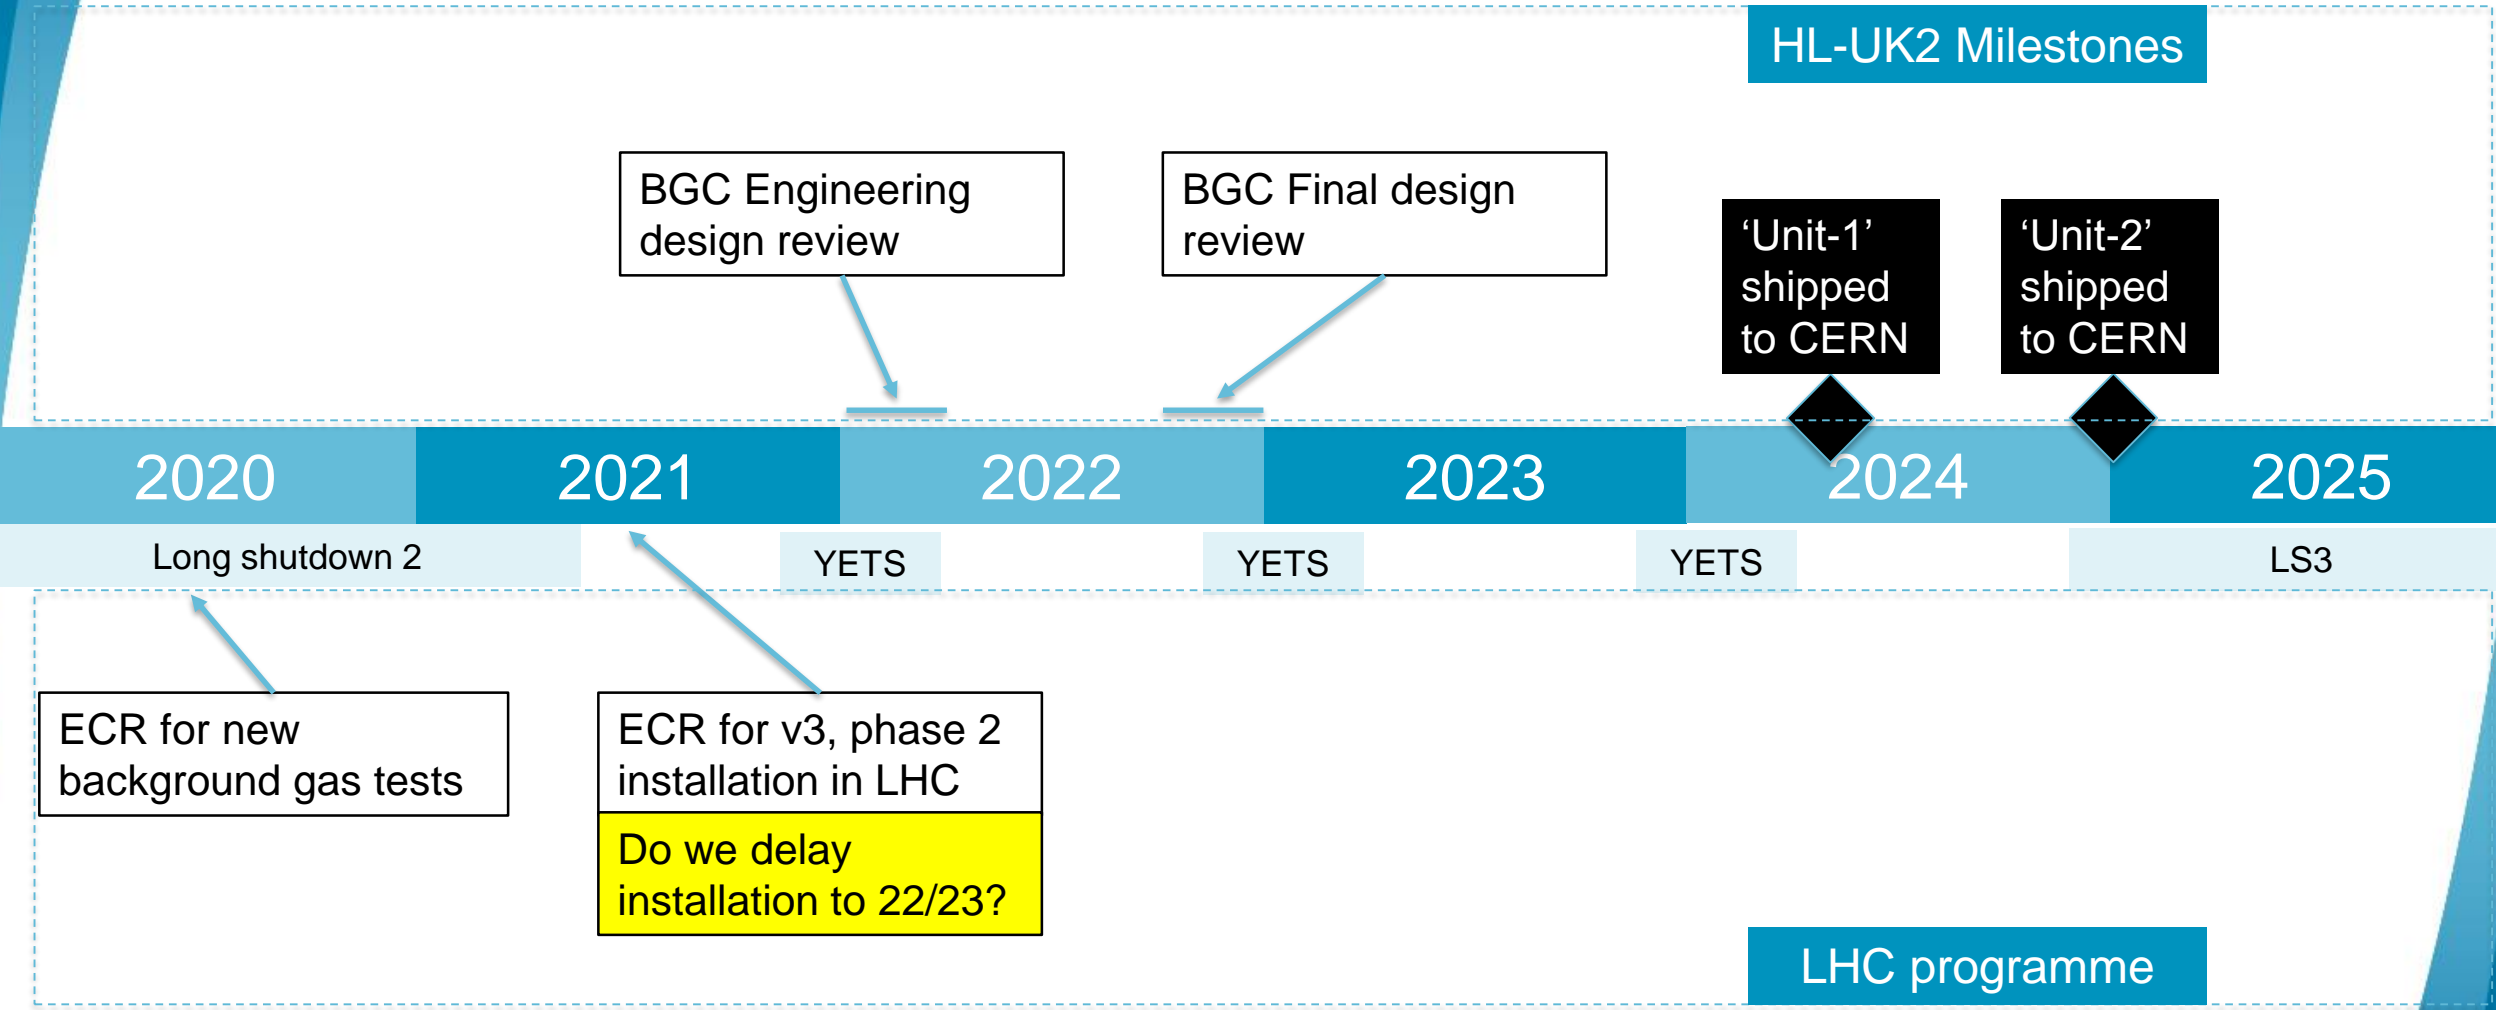 HL-UK2 Milestones
BGC Engineering
design review
BGC Final design
review
‘Unit-1’
shipped
to CERN
‘Unit-2’
shipped
to CERN
2020
2021
2022
2023
2024
2025
Long shutdown 2
YETS
YETS
YETS
LS3
ECR for new
background gas tests
ECR for v3, phase 2
installation in LHC
Do we delay
installation to 22/23?
LHC programme